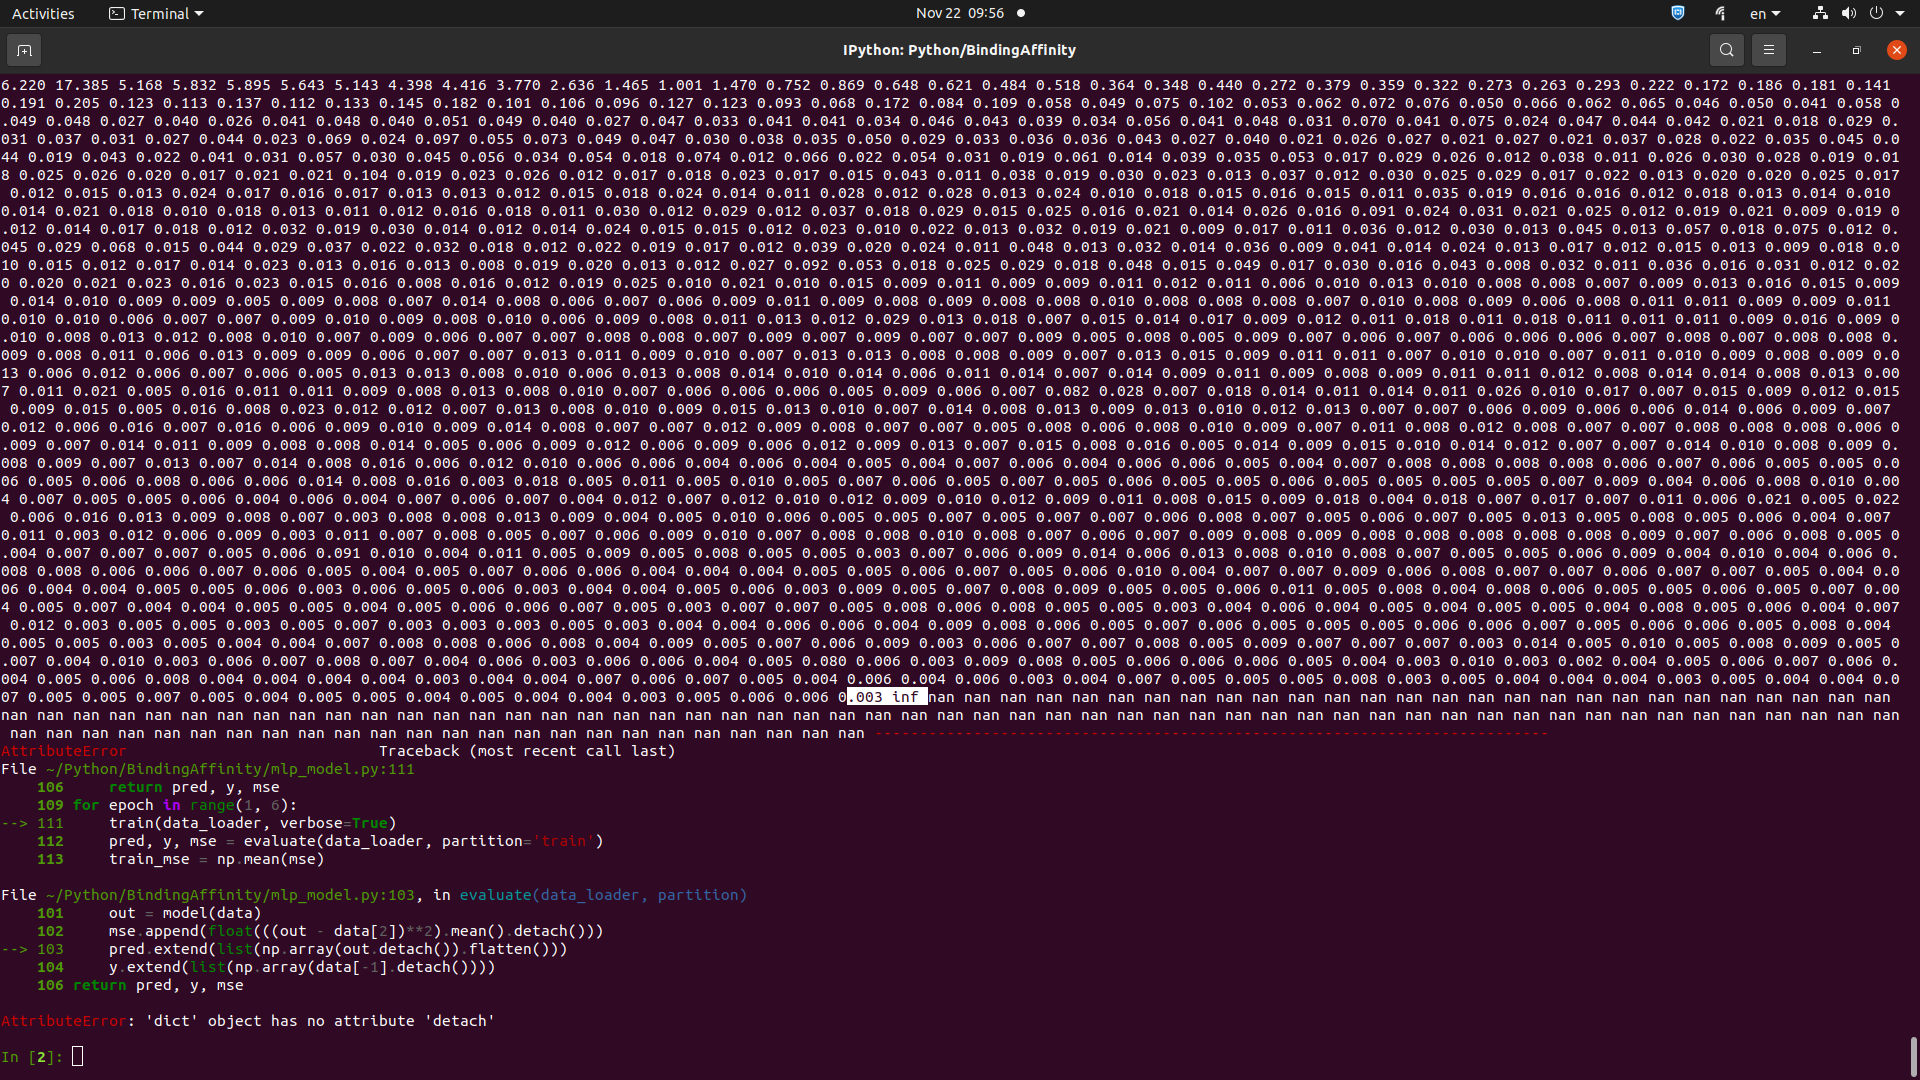 Activities
Terminal
Nov 22 09:56
en
IPython: Python/BindingAffinity
6.220 17.385 5.168 5.832 5.895 5.643 5.143 4.398 4.416 3.770 2.636 1.465 1.001 1.470 0.752 0.869 0.648 0.621 0.484 0.518 0.364 0.348 0.440 0.272 0.379 0.359 0.322 0.273 0.263 0.293 0.222 0.172 0.186 0.181 0.141
0.191 0.205 0.123 0.113 0.137 0.112 0.133 0.145 0.182 0.101 0.106 0.096 0.127 0.123 0.093 0.068 0.172 0.084 0.109 0.058 0.049 0.075 0.102 0.053 0.062 0.072 0.076 0.050 0.066 0.062 0.065 0.046 0.050 0.041 0.058 0
.049 0.048 0.027 0.040 0.026 0.041 0.048 0.040 0.051 0.049 0.040 0.027 0.047 0.033 0.041 0.041 0.034 0.046 0.043 0.039 0.034 0.056 0.041 0.048 0.031 0.070 0.041 0.075 0.024 0.047 0.044 0.042 0.021 0.018 0.029 0.
031 0.037 0.031 0.027 0.044 0.023 0.069 0.024 0.097 0.055 0.073 0.049 0.047 0.030 0.038 0.035 0.050 0.029 0.033 0.036 0.036 0.043 0.027 0.040 0.021 0.026 0.027 0.021 0.027 0.021 0.037 0.028 0.022 0.035 0.045 0.0
44 0.019 0.043 0.022 0.041 0.031 0.057 0.030 0.045 0.056 0.034 0.054 0.018 0.074 0.012 0.066 0.022 0.054 0.031 0.019 0.061 0.014 0.039 0.035 0.053 0.017 0.029 0.026 0.012 0.038 0.011 0.026 0.030 0.028 0.019 0.01
8 0.025 0.026 0.020 0.017 0.021 0.021 0.104 0.019 0.023 0.026 0.012 0.017 0.018 0.023 0.017 0.015 0.043 0.011 0.038 0.019 0.030 0.023 0.013 0.037 0.012 0.030 0.025 0.029 0.017 0.022 0.013 0.020 0.020 0.025 0.017
0.012 0.015 0.013 0.024 0.017 0.016 0.017 0.013 0.013 0.012 0.015 0.018 0.024 0.014 0.011 0.028 0.012 0.028 0.013 0.024 0.010 0.018 0.015 0.016 0.015 0.011 0.035 0.019 0.016 0.016 0.012 0.018 0.013 0.014 0.010
0.014 0.021 0.018 0.010 0.018 0.013 0.011 0.012 0.016 0.018 0.011 0.030 0.012 0.029 0.012 0.037 0.018 0.029 0.015 0.025 0.016 0.021 0.014 0.026 0.016 0.091 0.024 0.031 0.021 0.025 0.012 0.019 0.021 0.009 0.019 0
.012 0.014 0.017 0.018 0.012 0.032 0.019 0.030 0.014 0.012 0.014 0.024 0.015 0.015 0.012 0.023 0.010 0.022 0.013 0.032 0.019 0.021 0.009 0.017 0.011 0.036 0.012 0.030 0.013 0.045 0.013 0.057 0.018 0.075 0.012 0.
045 0.029 0.068 0.015 0.044 0.029 0.037 0.022 0.032 0.018 0.012 0.022 0.019 0.017 0.012 0.039 0.020 0.024 0.011 0.048 0.013 0.032 0.014 0.036 0.009 0.041 0.014 0.024 0.013 0.017 0.012 0.015 0.013 0.009 0.018 0.0
10 0.015 0.012 0.017 0.014 0.023 0.013 0.016 0.013 0.008 0.019 0.020 0.013 0.012 0.027 0.092 0.053 0.018 0.025 0.029 0.018 0.048 0.015 0.049 0.017 0.030 0.016 0.043 0.008 0.032 0.011 0.036 0.016 0.031 0.012 0.02
0 0.020 0.021 0.023 0.016 0.023 0.015 0.016 0.008 0.016 0.012 0.019 0.025 0.010 0.021 0.010 0.015 0.009 0.011 0.009 0.009 0.011 0.012 0.011 0.006 0.010 0.013 0.010 0.008 0.008 0.007 0.009 0.013 0.016 0.015 0.009
0.014 0.010 0.009 0.009 0.005 0.009 0.008 0.007 0.014 0.008 0.006 0.007 0.006 0.009 0.011 0.009 0.008 0.009 0.008 0.008 0.010 0.008 0.008 0.008 0.007 0.010 0.008 0.009 0.006 0.008 0.011 0.011 0.009 0.009 0.011
0.010 0.010 0.006 0.007 0.007 0.009 0.010 0.009 0.008 0.010 0.006 0.009 0.008 0.011 0.013 0.012 0.029 0.013 0.018 0.007 0.015 0.014 0.017 0.009 0.012 0.011 0.018 0.011 0.018 0.011 0.011 0.011 0.009 0.016 0.009 0
.010 0.008 0.013 0.012 0.008 0.010 0.007 0.009 0.006 0.007 0.007 0.008 0.008 0.007 0.009 0.007 0.009 0.007 0.007 0.009 0.005 0.008 0.005 0.009 0.007 0.006 0.007 0.006 0.006 0.006 0.007 0.008 0.007 0.008 0.008 0.
009 0.008 0.011 0.006 0.013 0.009 0.009 0.006 0.007 0.007 0.013 0.011 0.009 0.010 0.007 0.013 0.013 0.008 0.008 0.009 0.007 0.013 0.015 0.009 0.011 0.011 0.007 0.010 0.010 0.007 0.011 0.010 0.009 0.008 0.009 0.0
13 0.006 0.012 0.006 0.007 0.006 0.005 0.013 0.013 0.008 0.010 0.006 0.013 0.008 0.014 0.010 0.014 0.006 0.011 0.014 0.007 0.014 0.009 0.011 0.009 0.008 0.009 0.011 0.011 0.012 0.008 0.014 0.014 0.008 0.013 0.00
7 0.011 0.021 0.005 0.016 0.011 0.011 0.009 0.008 0.013 0.008 0.010 0.007 0.006 0.006 0.006 0.005 0.009 0.006 0.007 0.082 0.028 0.007 0.018 0.014 0.011 0.014 0.011 0.026 0.010 0.017 0.007 0.015 0.009 0.012 0.015
0.009 0.015 0.005 0.016 0.008 0.023 0.012 0.012 0.007 0.013 0.008 0.010 0.009 0.015 0.013 0.010 0.007 0.014 0.008 0.013 0.009 0.013 0.010 0.012 0.013 0.007 0.007 0.006 0.009 0.006 0.006 0.014 0.006 0.009 0.007
0.012 0.006 0.016 0.007 0.016 0.006 0.009 0.010 0.009 0.014 0.008 0.007 0.007 0.012 0.009 0.008 0.007 0.007 0.005 0.008 0.006 0.008 0.010 0.009 0.007 0.011 0.008 0.012 0.008 0.007 0.007 0.008 0.008 0.008 0.006 0
.009 0.007 0.014 0.011 0.009 0.008 0.008 0.014 0.005 0.006 0.009 0.012 0.006 0.009 0.006 0.012 0.009 0.013 0.007 0.015 0.008 0.016 0.005 0.014 0.009 0.015 0.010 0.014 0.012 0.007 0.007 0.014 0.010 0.008 0.009 0.
008 0.009 0.007 0.013 0.007 0.014 0.008 0.016 0.006 0.012 0.010 0.006 0.006 0.004 0.006 0.004 0.005 0.004 0.007 0.006 0.004 0.006 0.006 0.005 0.004 0.007 0.008 0.008 0.008 0.008 0.006 0.007 0.006 0.005 0.005 0.0
06 0.005 0.006 0.008 0.006 0.006 0.014 0.008 0.016 0.003 0.018 0.005 0.011 0.005 0.010 0.005 0.007 0.006 0.005 0.007 0.005 0.006 0.005 0.005 0.006 0.005 0.005 0.005 0.005 0.007 0.009 0.004 0.006 0.008 0.010 0.00
4 0.007 0.005 0.005 0.006 0.004 0.006 0.004 0.007 0.006 0.007 0.004 0.012 0.007 0.012 0.010 0.012 0.009 0.010 0.012 0.009 0.011 0.008 0.015 0.009 0.018 0.004 0.018 0.007 0.017 0.007 0.011 0.006 0.021 0.005 0.022
0.006 0.016 0.013 0.009 0.008 0.007 0.003 0.008 0.008 0.013 0.009 0.004 0.005 0.010 0.006 0.005 0.005 0.007 0.005 0.007 0.007 0.006 0.008 0.007 0.005 0.006 0.007 0.005 0.013 0.005 0.008 0.005 0.006 0.004 0.007
0.011 0.003 0.012 0.006 0.009 0.003 0.011 0.007 0.008 0.005 0.007 0.006 0.009 0.010 0.007 0.008 0.008 0.010 0.008 0.007 0.006 0.007 0.009 0.008 0.009 0.008 0.008 0.008 0.008 0.008 0.009 0.007 0.006 0.008 0.005 0
.004 0.007 0.007 0.007 0.005 0.006 0.091 0.010 0.004 0.011 0.005 0.009 0.005 0.008 0.005 0.005 0.003 0.007 0.006 0.009 0.014 0.006 0.013 0.008 0.010 0.008 0.007 0.005 0.005 0.006 0.009 0.004 0.010 0.004 0.006 0.
008 0.008 0.006 0.006 0.007 0.006 0.005 0.004 0.005 0.007 0.006 0.006 0.004 0.004 0.004 0.005 0.005 0.006 0.007 0.005 0.006 0.010 0.004 0.007 0.007 0.009 0.006 0.008 0.007 0.007 0.006 0.007 0.007 0.005 0.004 0.0
06 0.004 0.004 0.005 0.005 0.006 0.003 0.006 0.005 0.006 0.003 0.004 0.004 0.005 0.006 0.003 0.009 0.005 0.007 0.008 0.009 0.005 0.005 0.006 0.011 0.005 0.008 0.004 0.008 0.006 0.005 0.005 0.006 0.005 0.007 0.00
4 0.005 0.007 0.004 0.004 0.005 0.005 0.004 0.005 0.006 0.006 0.007 0.005 0.003 0.007 0.007 0.005 0.008 0.006 0.008 0.005 0.005 0.003 0.004 0.006 0.004 0.005 0.004 0.005 0.005 0.004 0.008 0.005 0.006 0.004 0.007
0.012 0.003 0.005 0.005 0.003 0.005 0.007 0.003 0.003 0.003 0.005 0.003 0.004 0.004 0.006 0.006 0.004 0.009 0.008 0.006 0.005 0.007 0.006 0.005 0.005 0.005 0.006 0.006 0.007 0.005 0.006 0.006 0.005 0.008 0.004
0.005 0.005 0.003 0.005 0.004 0.004 0.007 0.008 0.008 0.006 0.008 0.004 0.009 0.005 0.007 0.006 0.009 0.003 0.006 0.007 0.007 0.008 0.005 0.009 0.007 0.007 0.007 0.003 0.014 0.005 0.010 0.005 0.008 0.009 0.005 0
.007 0.004 0.010 0.003 0.006 0.007 0.008 0.007 0.004 0.006 0.003 0.006 0.006 0.004 0.005 0.080 0.006 0.003 0.009 0.008 0.005 0.006 0.006 0.006 0.005 0.004 0.003 0.010 0.003 0.002 0.004 0.005 0.006 0.007 0.006 0.
004 0.005 0.006 0.008 0.004 0.004 0.004 0.004 0.003 0.004 0.006 0.006 0.007 0.005 0.004 0.006 0.004 0.006 0.003 0.004 0.007 0.005 0.005 0.005 0.008 0.003 0.005 0.004 0.004 0.004 0.003 0.005 0.004 0.004 0.0
07 0.005 0.005 0.007 0.005 0.004 0.005 0.005 0.004 0.005 0.004 0.004 0.003 0.005 0.006 0.006 0.003 inf nan nan nan nan nan nan nan nan nan nan nan nan nan nan nan nan nan nan nan nan nan nan nan nan nan nan nan
nan nan nan nan nan nan nan nan nan nan nan nan nan nan nan nan nan nan nan nan nan nan nan nan nan nan nan nan nan nan nan nan nan nan nan nan nan nan nan nan nan nan nan nan nan nan nan nan nan nan nan nan nan
nan nan nan nan nan nan nan nan nan nan nan nan nan nan nan nan nan nan nan nan nan nan nan nan ---------------------------------------------------------------------------
AttributeError                            Traceback (most recent call last)
File ~/Python/BindingAffinity/mlp_model.py:111
    106     return pred, y, mse
    109 for epoch in range(1, 6):
--> 111     train(data_loader, verbose=True)
    112     pred, y, mse = evaluate(data_loader, partition='train')
    113     train_mse = np.mean(mse)
File ~/Python/BindingAffinity/mlp_model.py:103, in evaluate(data_loader, partition)
    101     out = model(data)
    102     mse.append(float(((out - data[2])**2).mean().detach()))
--> 103     pred.extend(list(np.array(out.detach()).flatten()))
    104     y.extend(list(np.array(data[-1].detach())))
    106 return pred, y, mse
AttributeError: 'dict' object has no attribute 'detach'
In [2]: